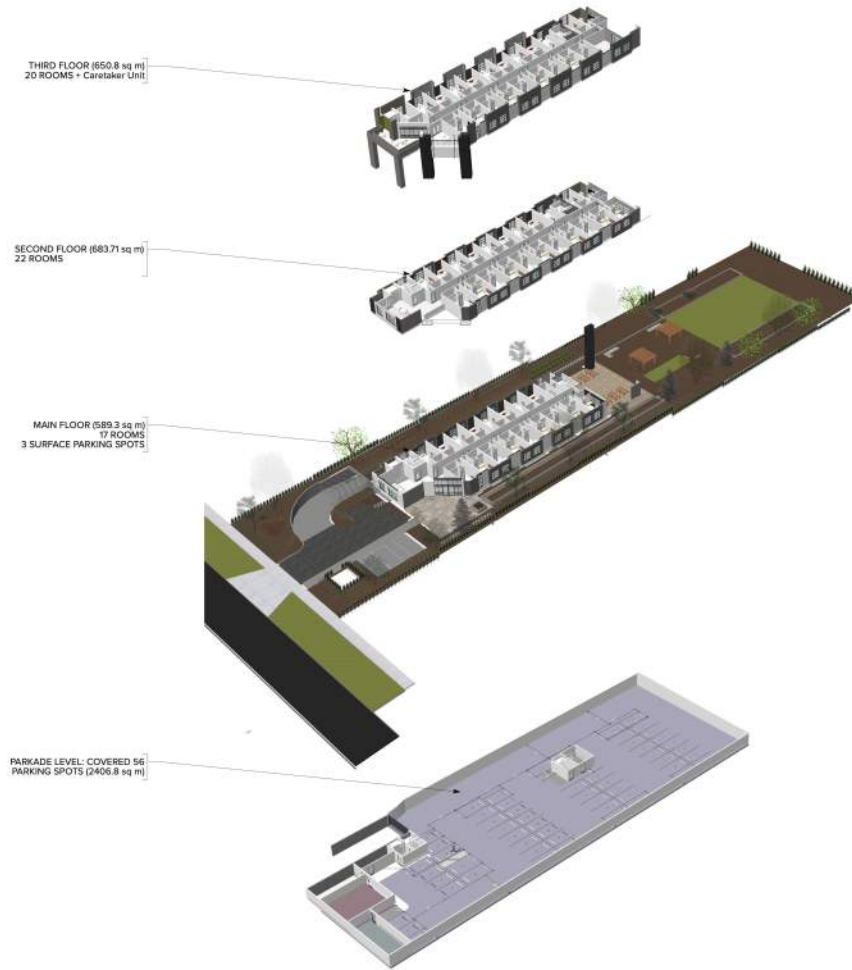 THIRD FLOOR (650.8 sq m)
20 ROOMS + Caretaker Unit
SECOND FLOOR (683.71 sq m)
22 ROOMS
MAIN FLOOR (589.3 sq m)
17 ROOMS
3 SURFACE PARKING SPOTS
PARKADE LEVEL: COVERED 56
PARKING SPOTS (2406.8 sq m)